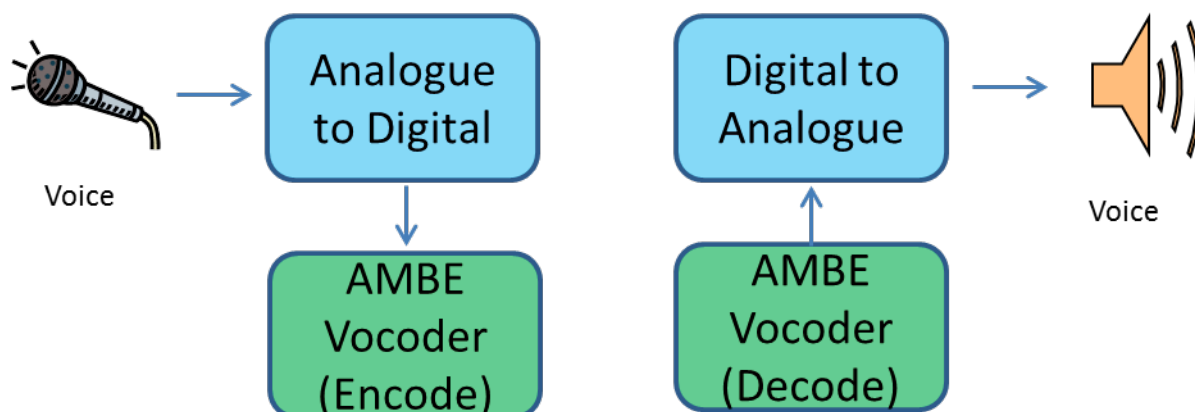 Analogue
to Digital
Digital to
Analogue
Voice
Voice
AMBE
Vocoder
(Encode)
AMBE
Vocoder
(Decode)